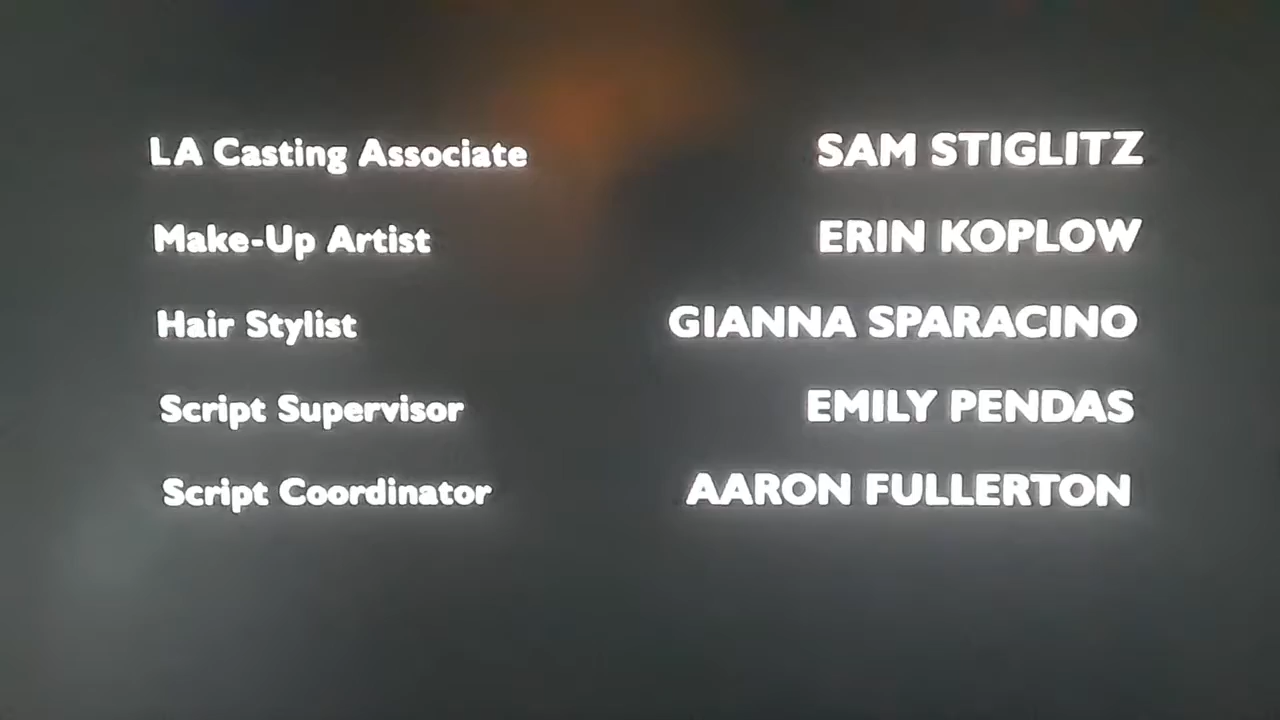 LA Casting Associate SAM STIGLITZ
Make-Up Artist ERIN KOPLOW
Hair Stylist GIANNA SPARACINO
Script Supervisor EMILY PENDAS
Script Coordinator AARON FULLERTON